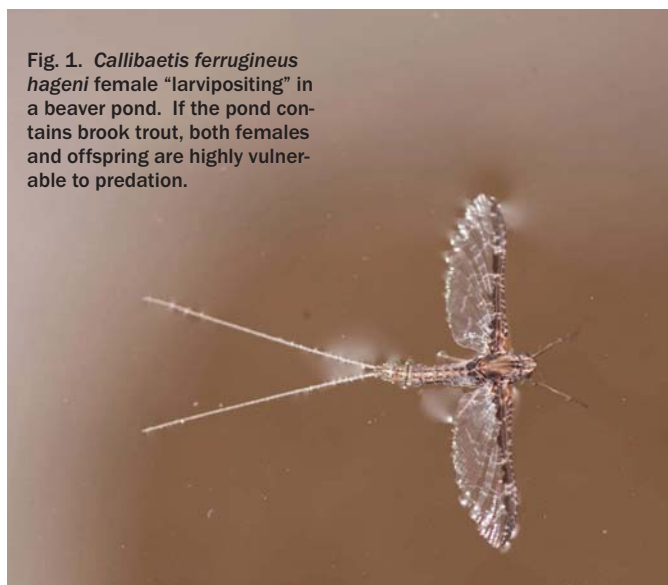 Fig. 1. Callibaetis ferrugineus
hageni female “larvipositing” in
a beaver pond. If the pond con-
tains brook trout, both females
and offspring are highly vulner-
able to predation.